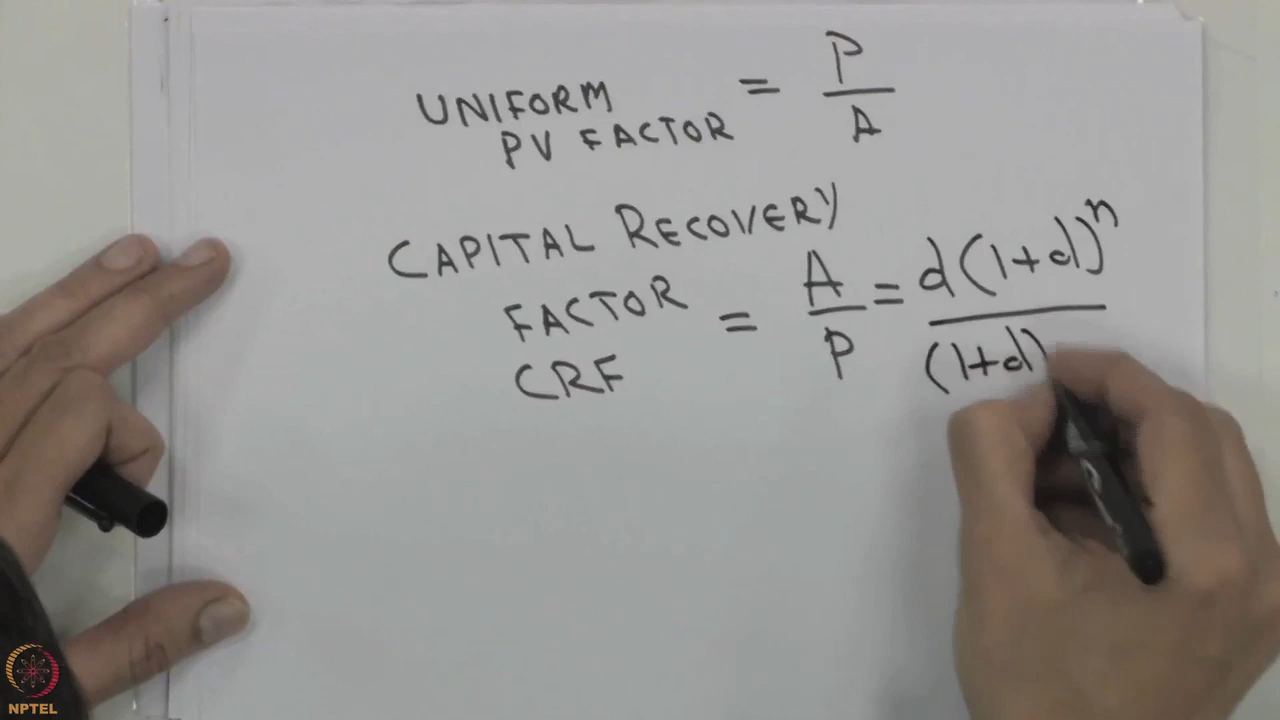 UNIFORM
PV FACTOR = P/A
CAPITAL RECOVERY
FACTOR = A/P = d(1+d)^n/(1+d)
CRF
NPTEL